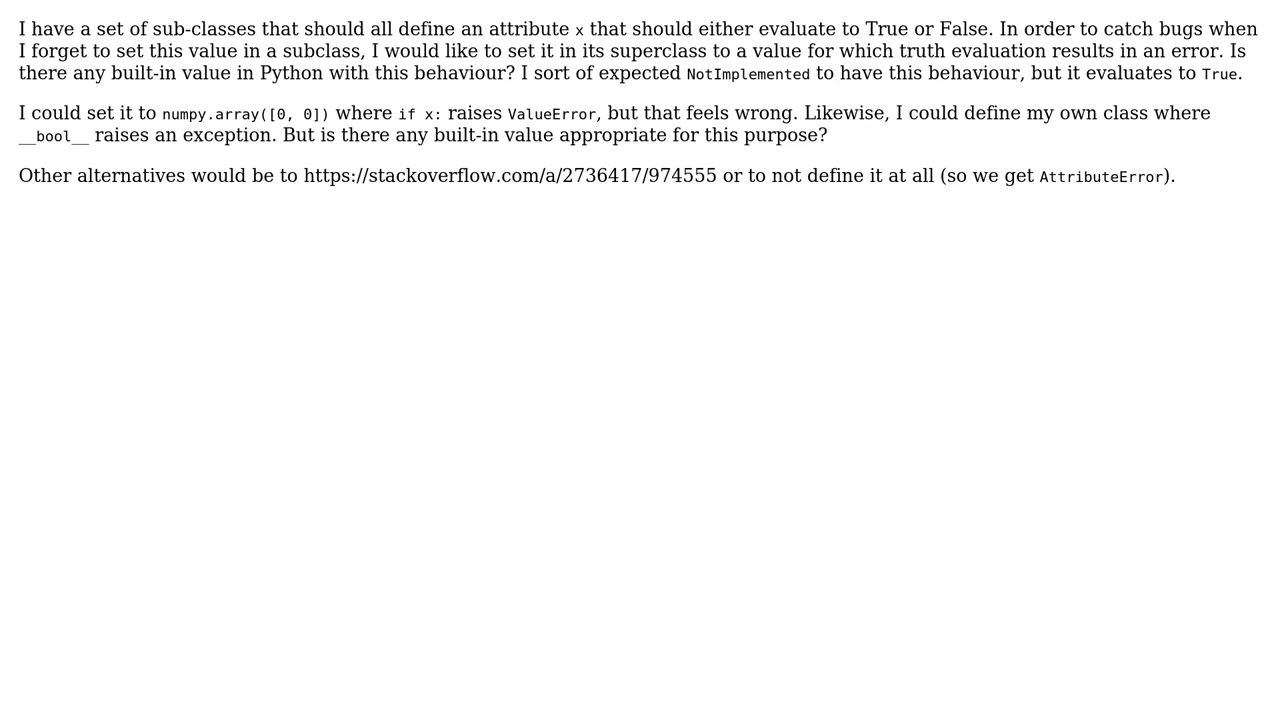 I have a set of sub-classes that should all define an attribute x that should either evaluate to True or False. In order to catch bugs when
I forget to set this value in a subclass, I would like to set it in its superclass to a value for which truth evaluation results in an error. Is
there any built-in value in Python with this behaviour? I sort of expected NotImplemented to have this behaviour, but it evaluates to True.
I could set it to numpy.array([0, 0]) where if x: raises ValueError, but that feels wrong. Likewise, I could define my own class where
__bool__ raises an exception. But is there any built-in value appropriate for this purpose?
Other alternatives would be to https://stackoverflow.com/a/2736417/974555 or to not define it at all (so we get AttributeError).